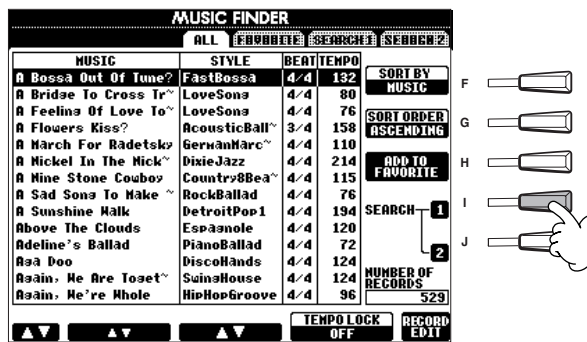 MUSIC FINDER
ALL FAVORITE SEARCH 1 SEARCH 2
MUSIC STYLE BEAT TEMPO
A Bossa Out Of Tune? FastBossa 4/4 132
A Bridge To Cross Tr~ LoveSong 4/4 80
A Feeling Of Love To~ LoveSong 4/4 76
A Flowers Kiss? AcousticBall~ 3/4 158
A March For Radetsky GermanMarc~ 4/4 110
A Nickel In The Nick~ DixieJazz 4/4 214
A Nine Stone Cowboy Country8Bea~ 4/4 115
A Sad Song To Make ~ RockBallad 4/4 76
A Sunshine Walk DetroitPop1 4/4 194
Above The Clouds Espagnole 4/4 120
Adeline's Ballad PianoBallad 4/4 72
Aga Doo DiscoHands 4/4 124
Again, We Are Toget~ SwingHouse 4/4 124
Again, We're Whole HipHopGroove 4/4 96
SORT BY
MUSIC
SORT ORDER
ASCENDING
ADD TO
FAVORITE
SEARCH 1
2
NUMBER OF
RECORDS
529
TEMPO LOCK
OFF
RECORD
EDIT
F
G
H
I
J